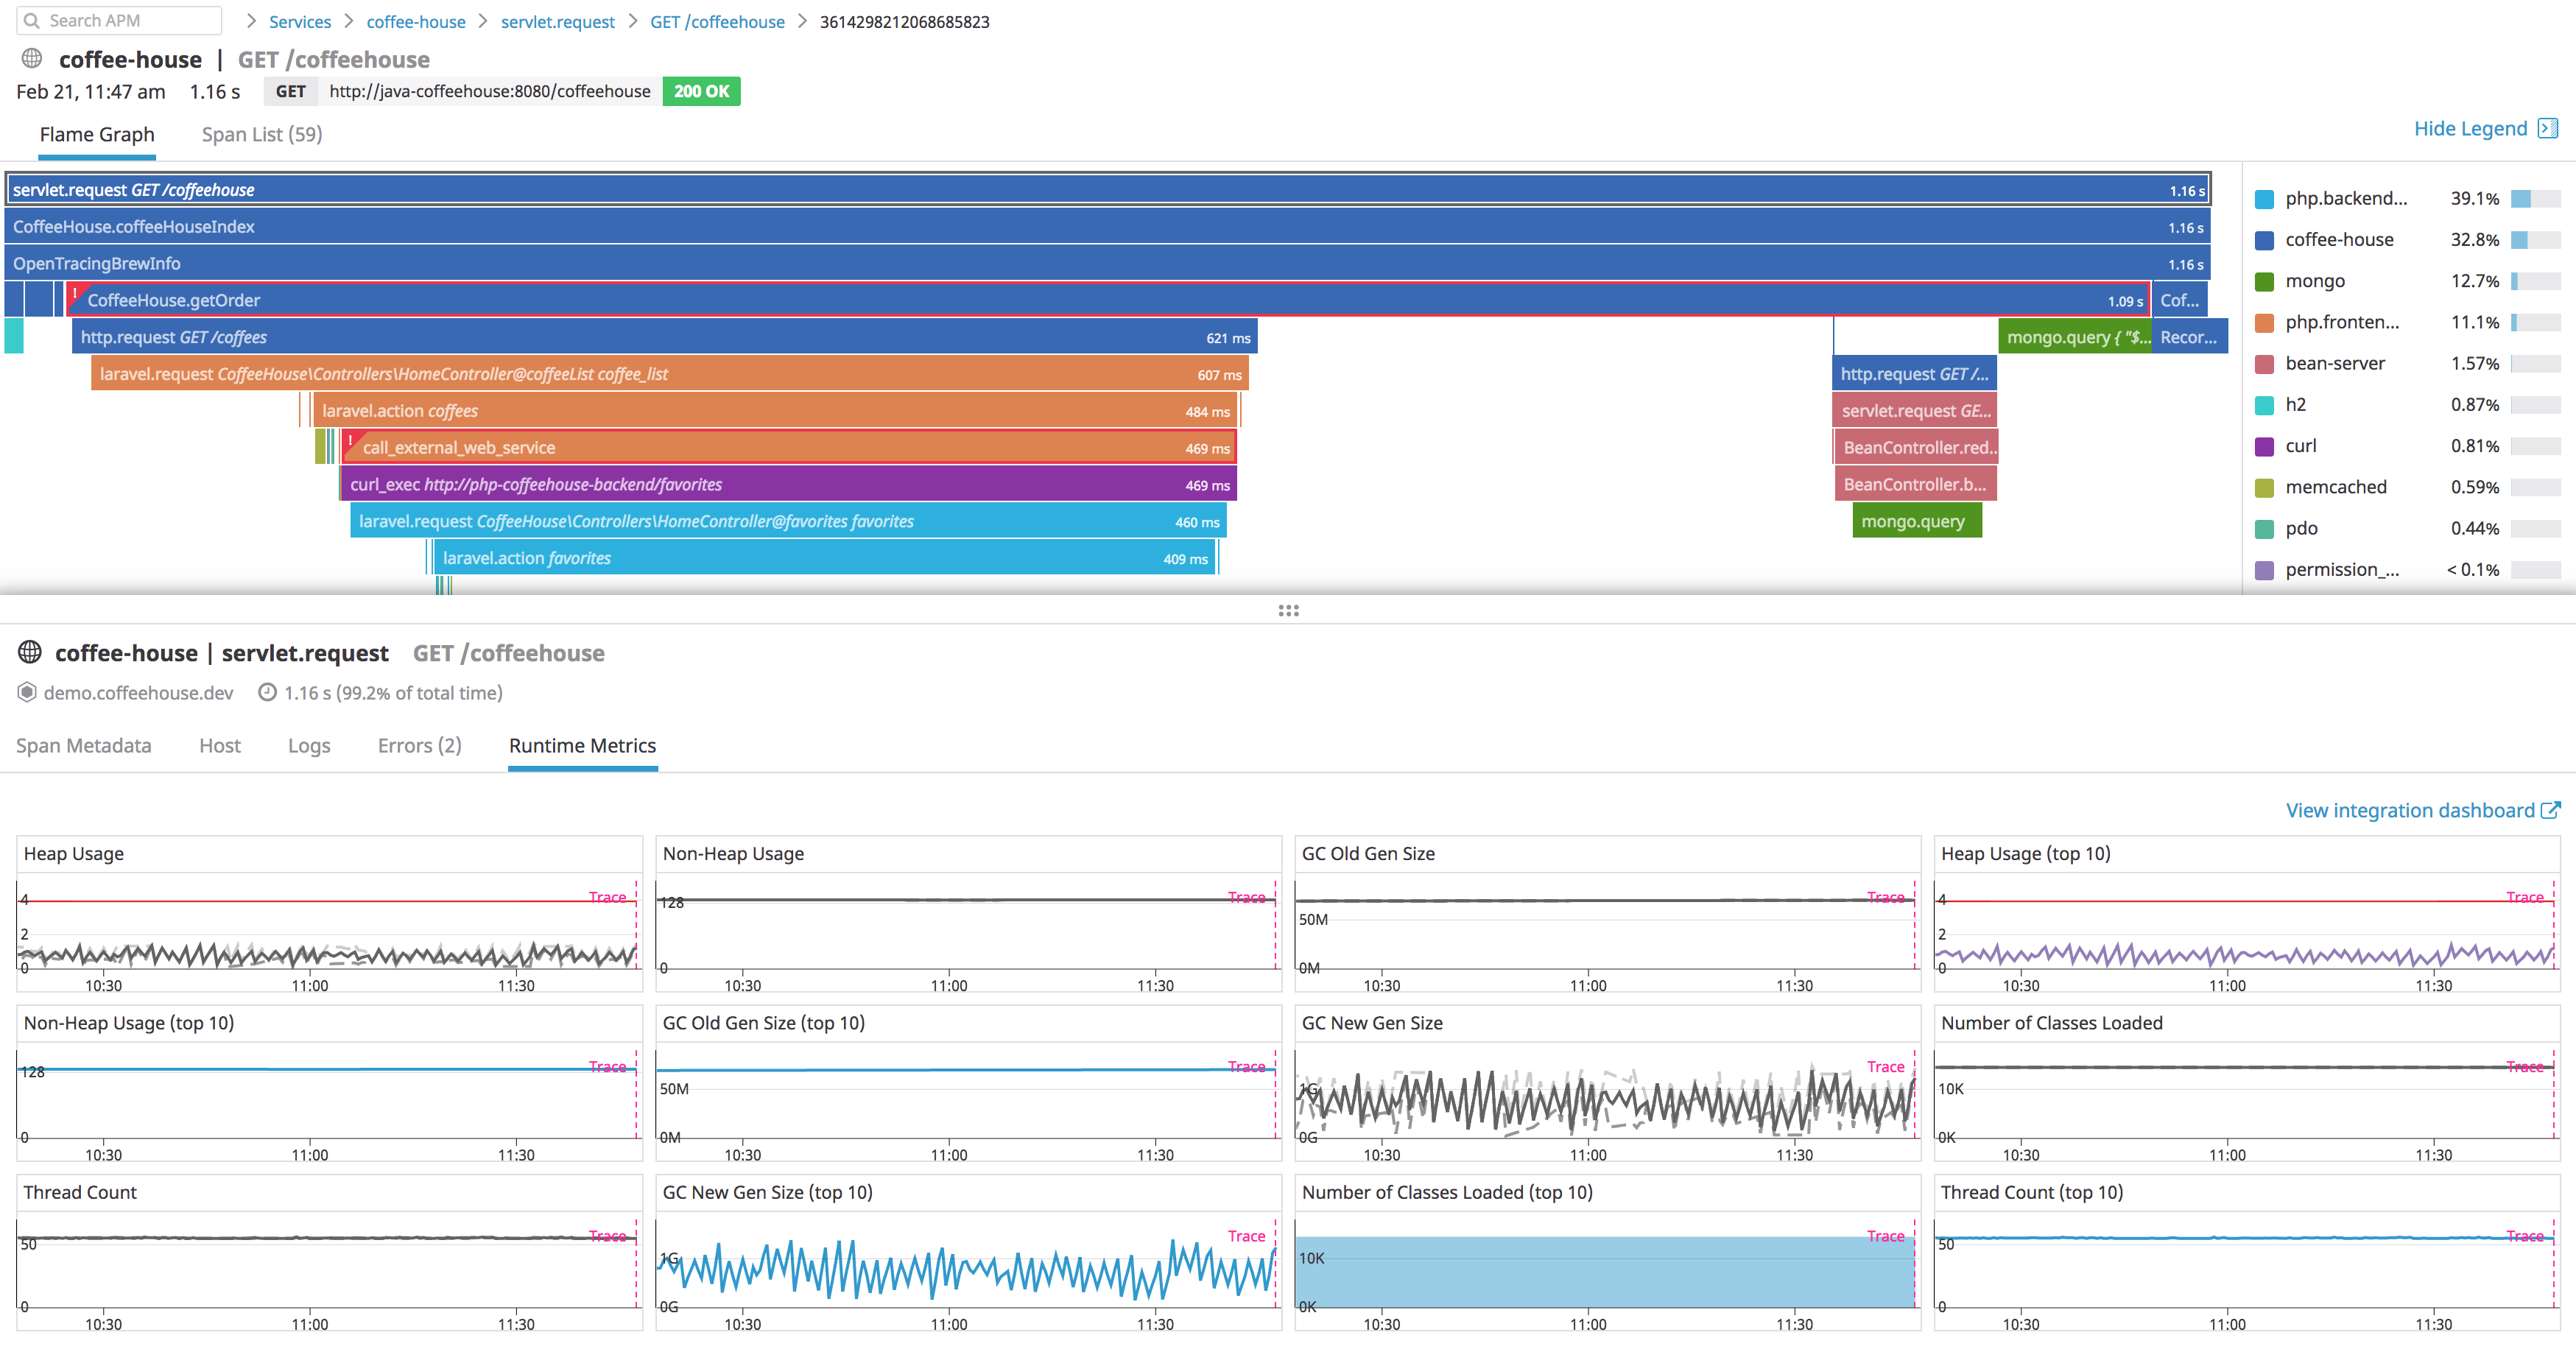 Search APM > Services > coffee-house > servlet.request > GET /coffeehouse > 3614298212068685823
coffee-house | GET /coffeehouse
Feb 21, 11:47 am 1.16 s GET http://java-coffeehouse:8080/coffeehouse 200 OK
Flame Graph Span List (59)
Hide Legend
servlet.request GET /coffeehouse 1.16 s
CoffeeHouse.coffeeHouseIndex 1.16 s
OpenTracingBrewInfo 1.16 s
! CoffeeHouse.getOrder 1.09 s Cof...
http.request GET /coffees 621 ms mongo.query { "$... Recor...
laravel.request CoffeeHouse\Controllers\HomeController@coffeeList coffee_list 607 ms http.request GET /...
laravel.action coffees 484 ms servlet.request GE...
! call_external_web_service 469 ms BeanController.red...
curl_exec http://php-coffeehouse-backend/favorites 469 ms BeanController.b...
laravel.request CoffeeHouse\Controllers\HomeController@favorites favorites 460 ms mongo.query
laravel.action favorites 409 ms
php.backend... 39.1%
coffee-house 32.8%
mongo 12.7%
php.fronten... 11.1%
bean-server 1.57%
h2 0.87%
curl 0.81%
memcached 0.59%
pdo 0.44%
permission_... < 0.1%
coffee-house | servlet.request GET /coffeehouse
demo.coffeehouse.dev 1.16 s (99.2% of total time)
Span Metadata Host Logs Errors (2) Runtime Metrics
View integration dashboard
Heap Usage
Trace
4
2
0
10:30 11:00 11:30
Non-Heap Usage
Trace
128
0
10:30 11:00 11:30
GC Old Gen Size
Trace
50M
0M
10:30 11:00 11:30
Heap Usage (top 10)
Trace
4
2
0
10:30 11:00 11:30
Non-Heap Usage (top 10)
Trace
128
0
10:30 11:00 11:30
GC Old Gen Size (top 10)
Trace
50M
0M
10:30 11:00 11:30
GC New Gen Size
Trace
1G
0G
10:30 11:00 11:30
Number of Classes Loaded
Trace
10K
0K
10:30 11:00 11:30
Thread Count
Trace
50
0
10:30 11:00 11:30
GC New Gen Size (top 10)
Trace
1G
0G
10:30 11:00 11:30
Number of Classes Loaded (top 10)
Trace
10K
0K
10:30 11:00 11:30
Thread Count (top 10)
Trace
50
0
10:30 11:00 11:30